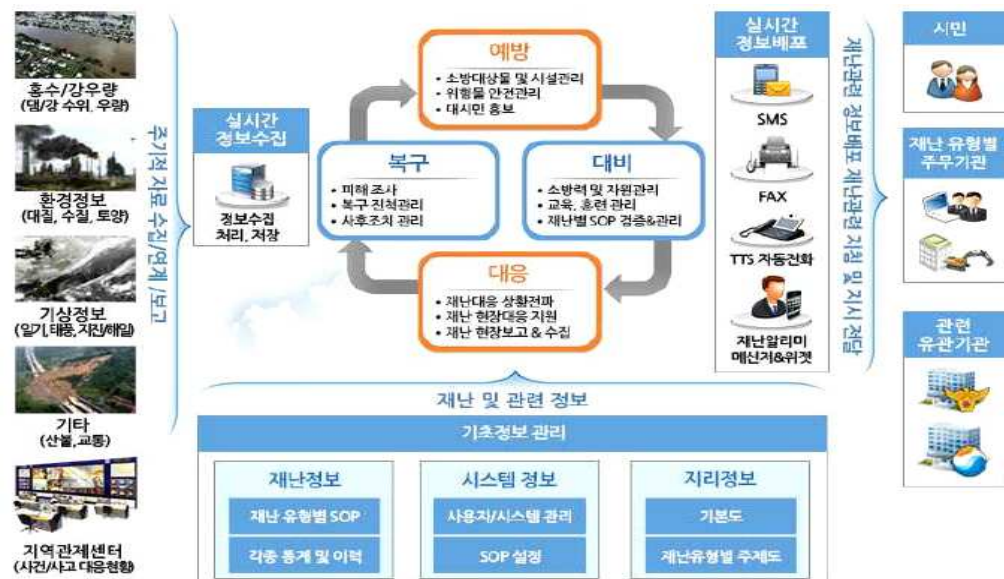 홍수/강우량
(댐/강 수위, 우량)
환경정보
(대질, 수질, 토양)
기상정보
(일기, 태풍, 지진/해일)
기타
(산불, 교통)
지역관제센터
(사건/사고 대응현황)
주기적 자료 수집/연계/보고
실시간
정보수집
정보수집
처리, 저장
예방
• 소방대상물 및 시설관리
• 위험물 안전관리
• 대시민 홍보
복구
• 피해 조사
• 복구 진척관리
• 사후조치 관리
대비
• 소방력 및 자원관리
• 교육, 훈련 관리
• 재난별 SOP 검증&관리
대응
• 재난대응 상황전파
• 재난 현장대응 지원
• 재난 현장보고 & 수집
실시간
정보배포
SMS
FAX
TTS 자동전화
재난알리미
메신저&위젯
재난관련 정보배포 재난관련 지침 및 지시 전달
시민
재난 유형별
주무기관
관련
유관기관
재난 및 관련 정보
기초정보 관리
재난정보
재난 유형별 SOP
각종 통계 및 이력
시스템 정보
사용자/시스템 관리
SOP 설정
지리정보
기본도
재난유형별 주제도